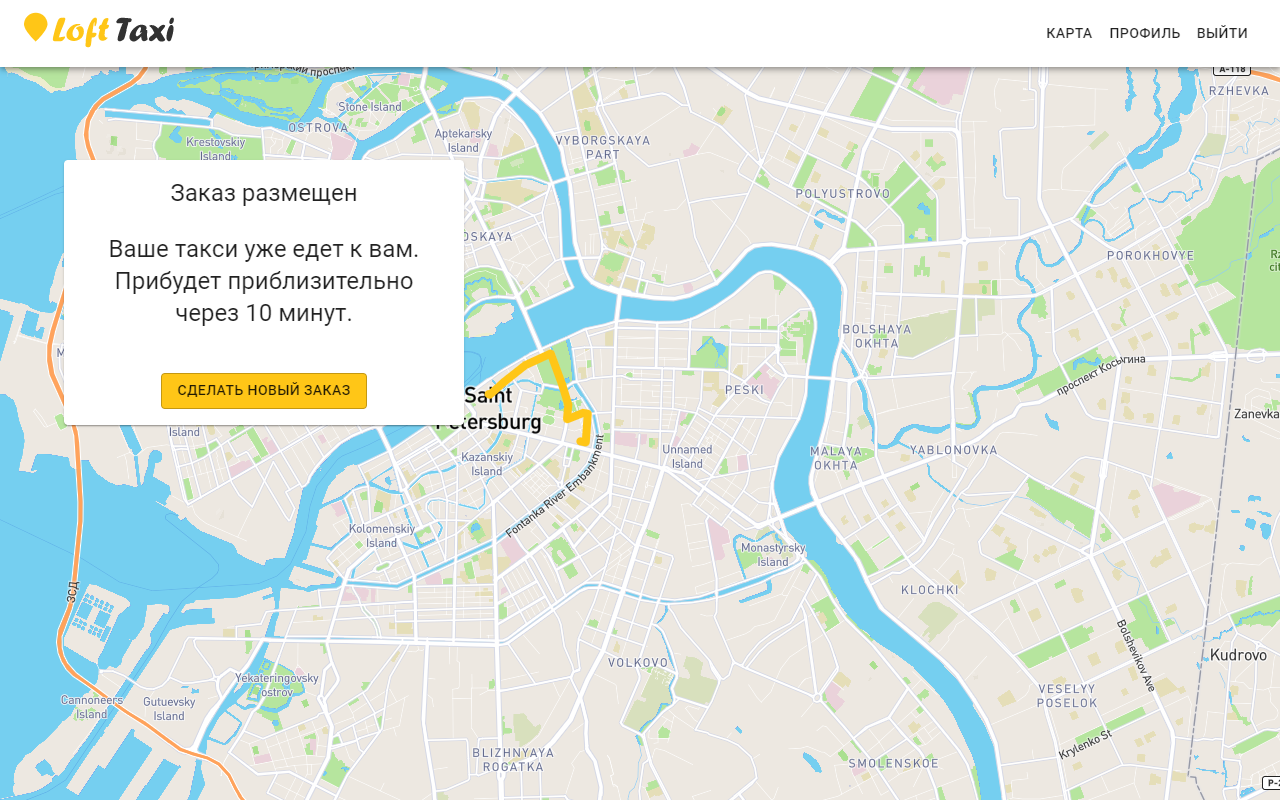 Loft Taxi
КАРТА ПРОФИЛЬ ВЫЙТИ
A-118
RZHEVKA
Stone Island
OSTROVA
Krestovskiy
Island
Aptekarsky
Island
VYBORGSKAYA
PART
POLYUSTROVO
POROKHOVYE
Заказ размещен
Ваше такси уже едет к вам.
Прибудет приблизительно
через 10 минут.
СДЕЛАТЬ НОВЫЙ ЗАКАЗ
BOLSHAYA
OKHTA
проспект Косыгина
PESKI
Saint
Petersburg
Zanevka
Island
Kazanskiy
Island
Unnamed
Island
MALAYA
OKHTA
YABLONOVKA
Fontanka River Embankment
Kolomenskiy
Island
Monastyrsky
Island
ЗСД
KLOCHKI
Bolshevikov Ave
Kudrovo
VOLKOVO
Yekateringovsky
ostrov
Cannoneers
Island
Gutuevsky
Island
VESELYY
POSELOK
Krylenko St
BLIZHNYAYA
ROGATKA
SMOLENSKOE